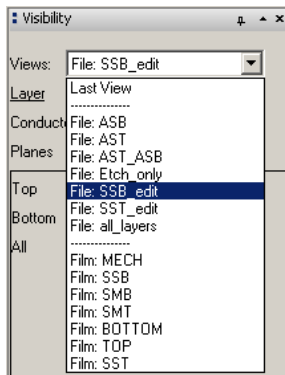 Visibility
Views: File: SSB_edit
Layer
Conduct
Planes
Top
Bottom
All
Last View
---------------
File: ASB
File: AST
File: AST_ASB
File: Etch_only
File: SSB_edit
File: SST_edit
File: all_layers
---------------
Film: MECH
Film: SSB
Film: SMB
Film: SMT
Film: BOTTOM
Film: TOP
Film: SST